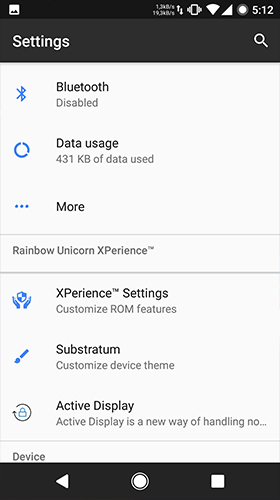 1,3kB/s
19,3kB/s
5:12
Settings
Bluetooth
Disabled
Data usage
431 KB of data used
More
Rainbow Unicorn XPerience™
XPerience™ Settings
Customize ROM features
Substratum
Customize device theme
Active Display
Active Display is a new way of handling no...
Device